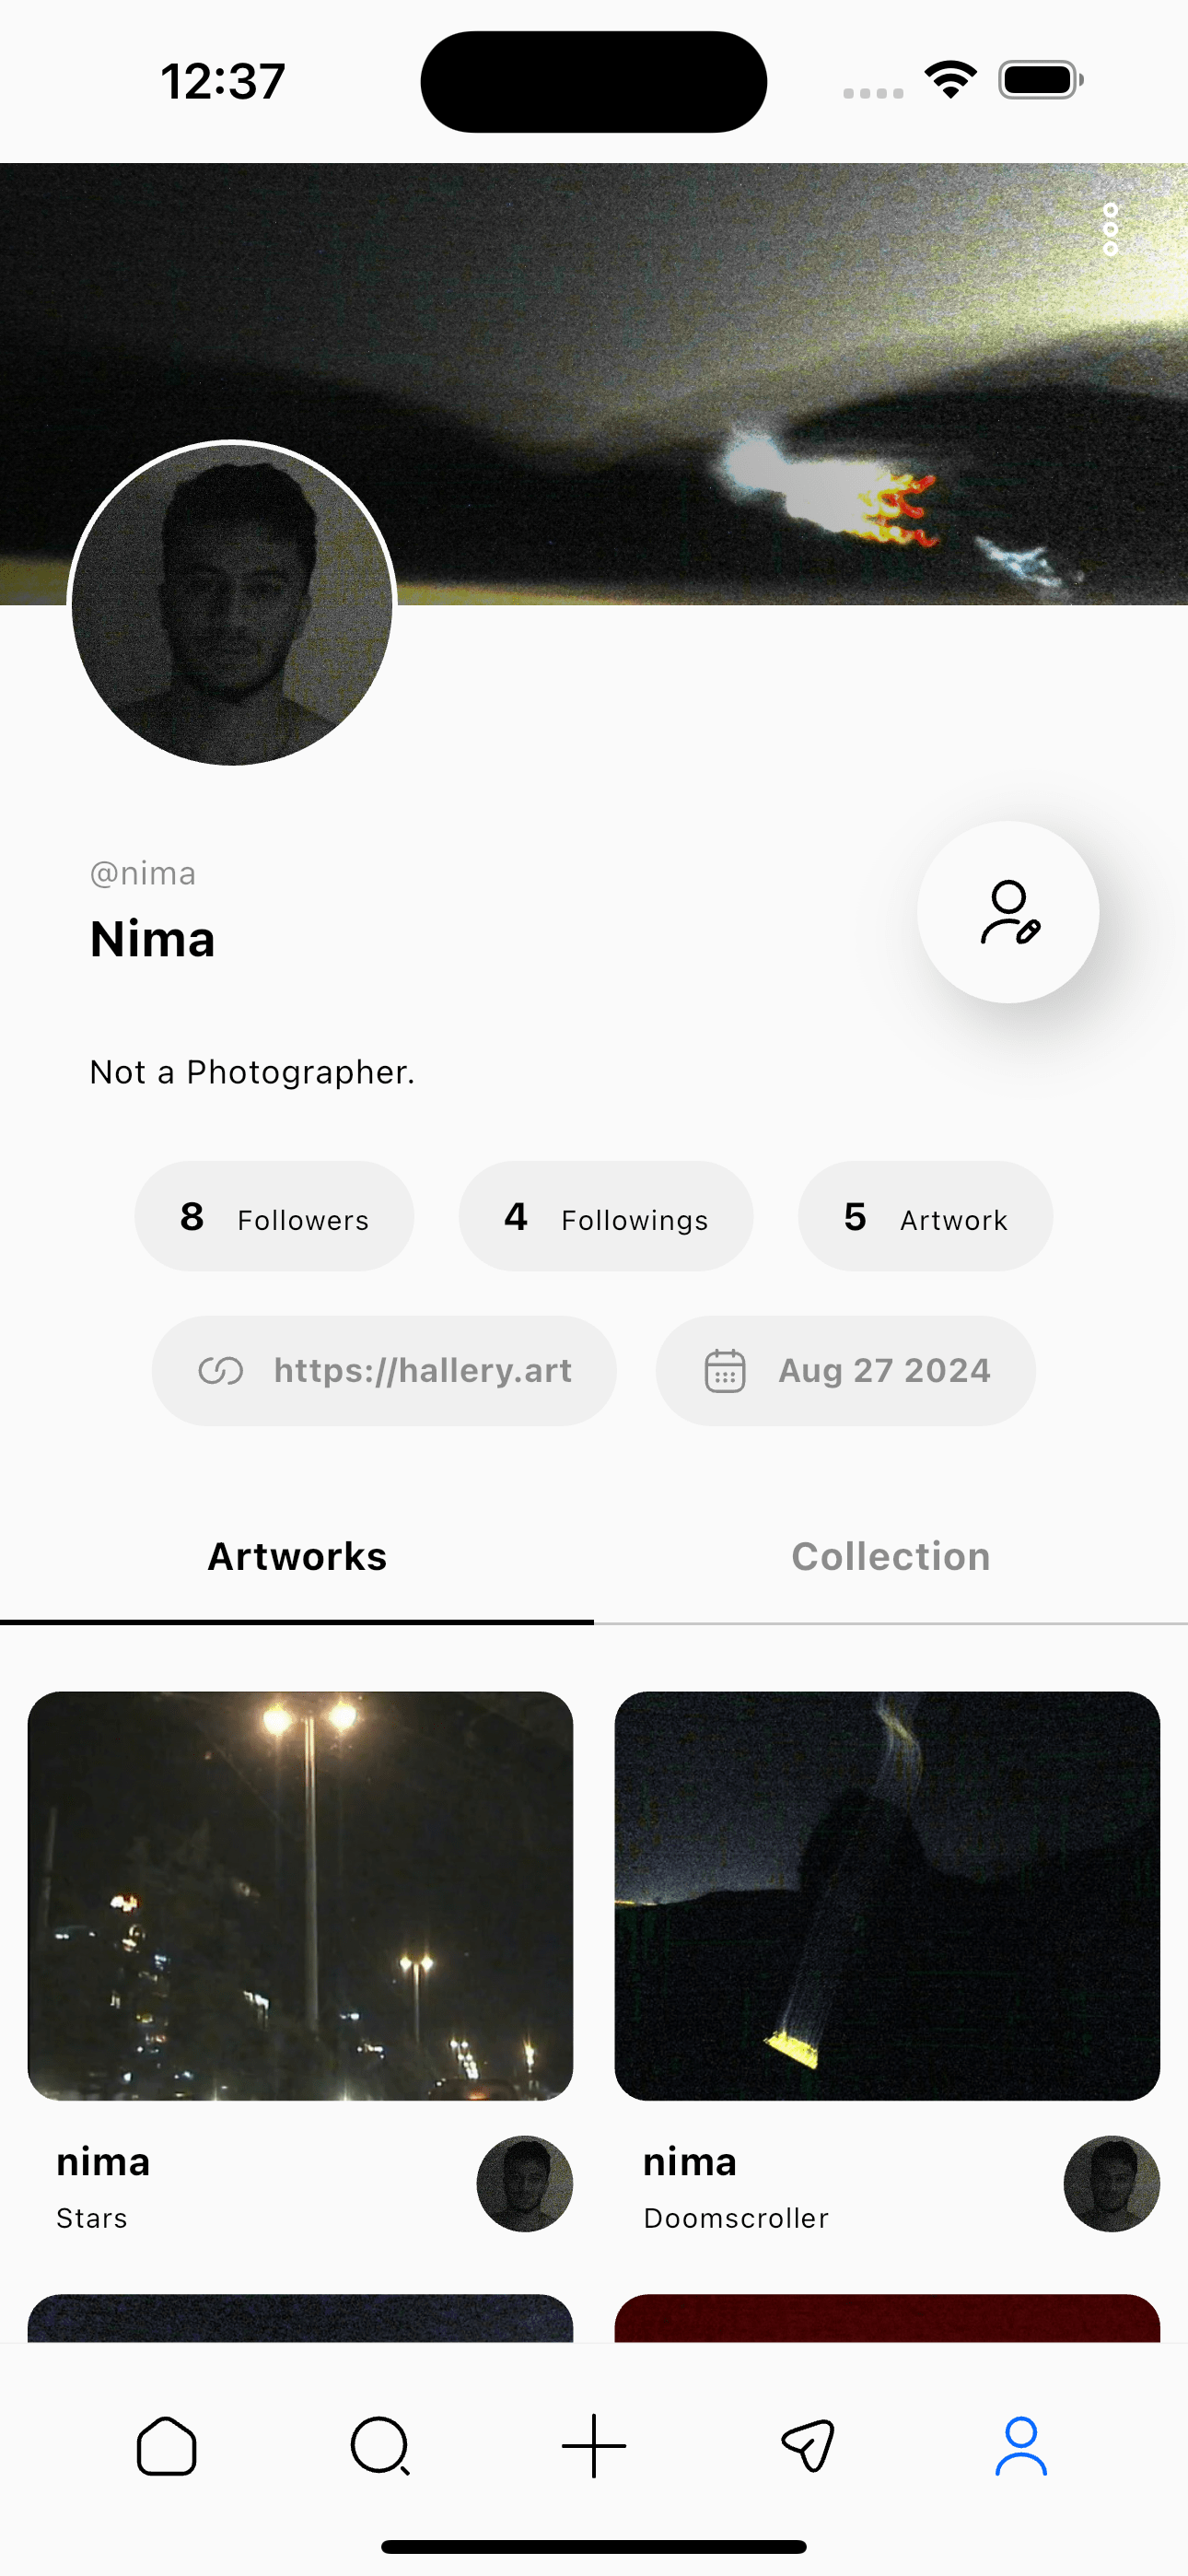 12:37
@nima
Nima
Not a Photographer.
8 Followers 4 Followings 5 Artwork
https://hallery.art Aug 27 2024
Artworks Collection
nima nima
Stars Doomscroller